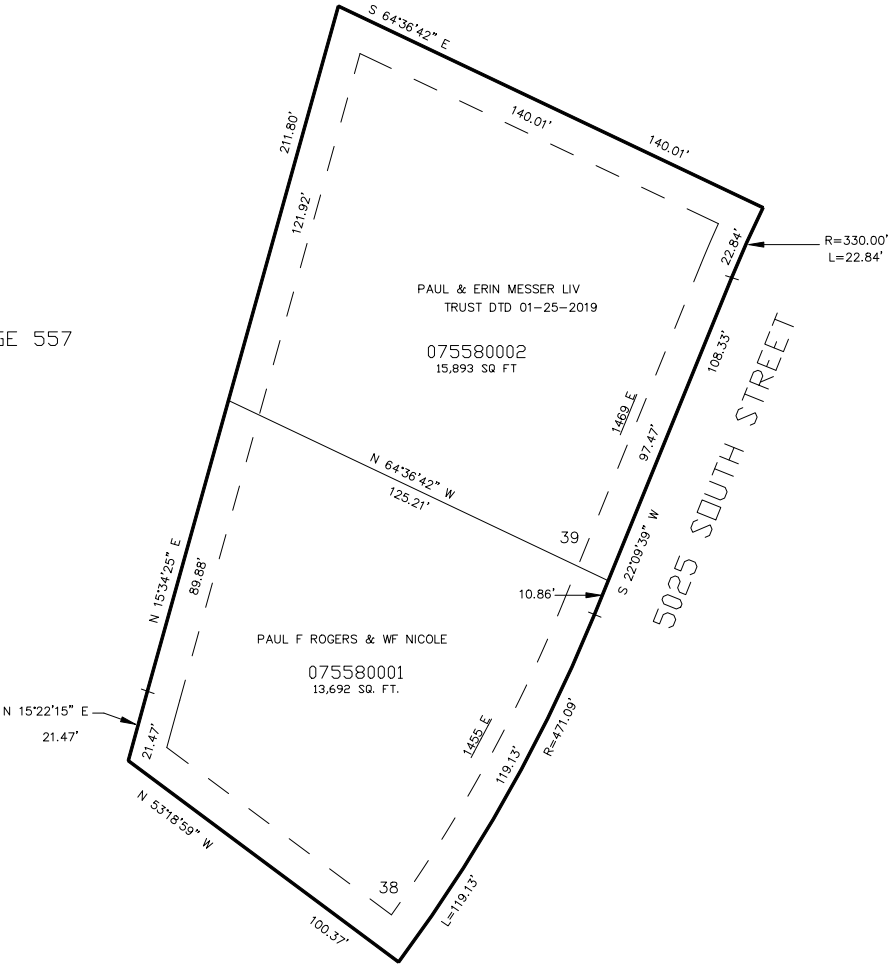 S 64°36'42" E
211.80'
140.01'
140.01'
121.92'
22.84'
R=330.00'
L=22.84'
PAUL & ERIN MESSER LIV
TRUST DTD 01-25-2019
GE 557
075580002
15,893 SQ FT
108.33'
1469 E
97.47'
5025 SOUTH STREET
N 64°36'42" W
125.21'
39
S 22°09'39" W
N 15°34'25" E
89.88'
10.86'
PAUL F ROGERS & WF NICOLE
075580001
13,692 SQ. FT.
N 15°22'15" E
21.47'
21.47'
1455 E
119.13'
R=471.09'
N 53°18'59" W
38
L=119.13'
100.37'